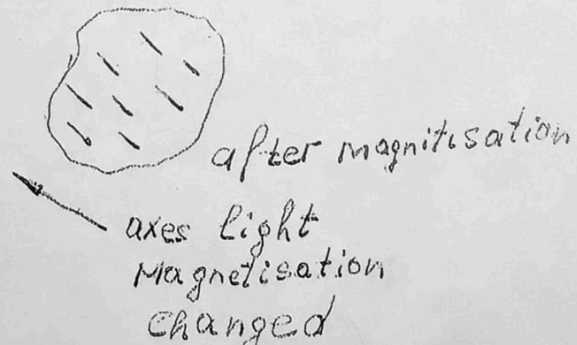 after magnitisation
axes light
Magnetisation
Changed